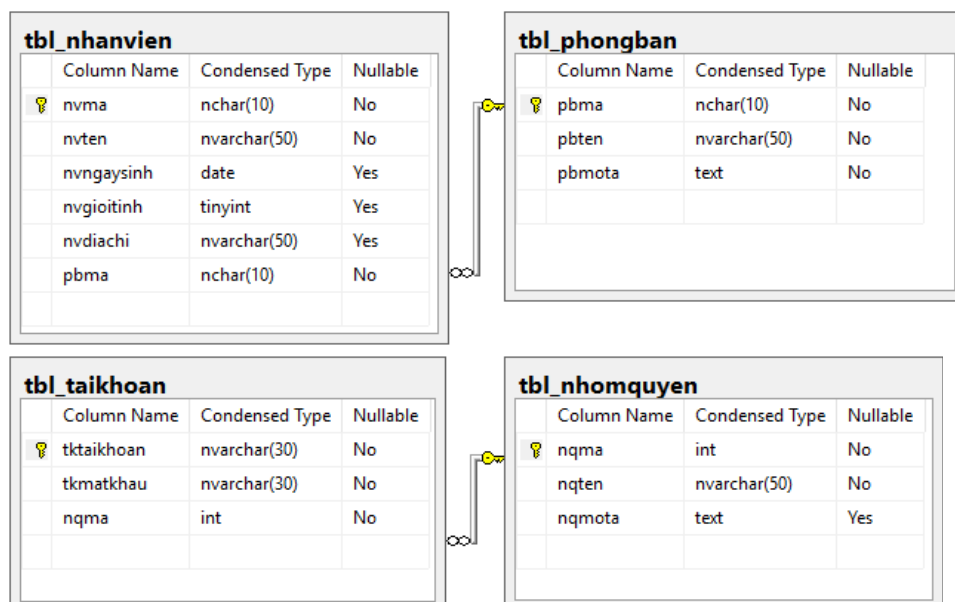 tbl_nhanvien
Column Name Condensed Type Nullable
nvma nchar(10) No
nvten nvarchar(50) No
nvngaysinh date Yes
nvgioitinh tinyint Yes
nvdiachi nvarchar(50) Yes
pbma nchar(10) No
tbl_phongban
Column Name Condensed Type Nullable
pbma nchar(10) No
pbten nvarchar(50) No
pbmota text No
tbl_taikhoan
Column Name Condensed Type Nullable
tktaikhoan nvarchar(30) No
tkmatkhau nvarchar(30) No
nqma int No
tbl_nhomquyen
Column Name Condensed Type Nullable
nqma int No
nqten nvarchar(50) No
nqmota text Yes